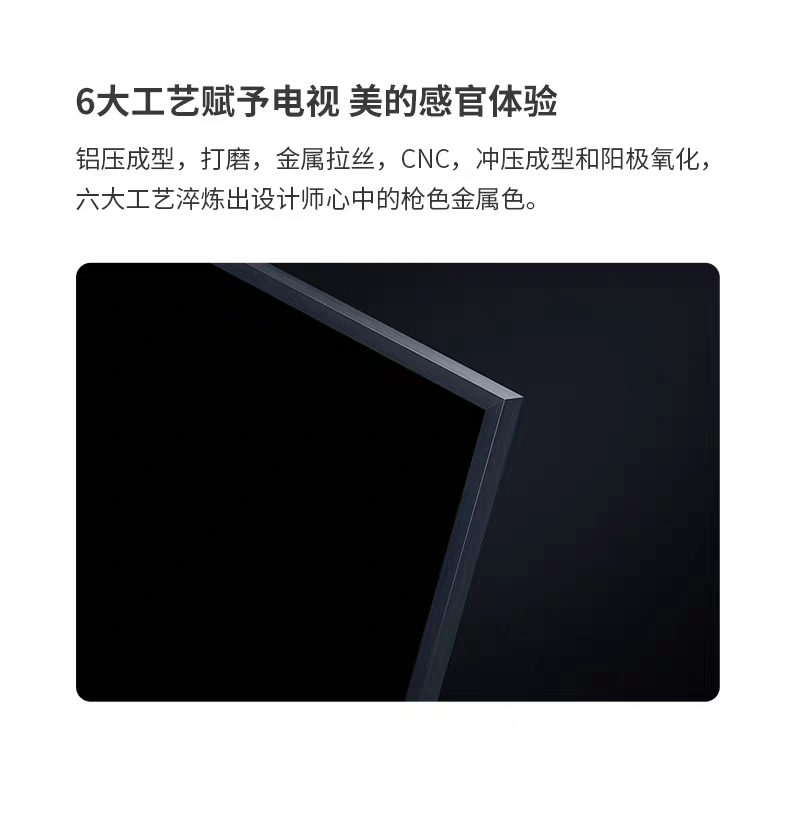 6大工艺赋予电视 美的感官体验
铝压成型，打磨，金属拉丝，CNC，冲压成型和阳极氧化，
六大工艺淬炼出设计师心中的枪色金属色。